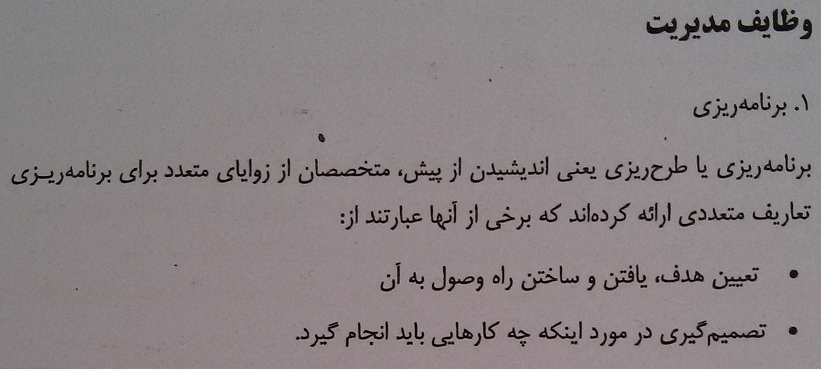 وظایف مدیریت
۱. برنامه‌ریزی
برنامه‌ریزی یا طرح‌ریزی یعنی اندیشیدن از پیش، متخصصان از زوایای متعدد برای برنامه‌ریـزی
تعاریف متعددی ارائه کرده‌اند که برخی از آنها عبارتند از:
• تعیین هدف، یافتن و ساختن راه وصول به آن
• تصمیم‌گیری در مورد اینکه چه کارهایی باید انجام گیرد.